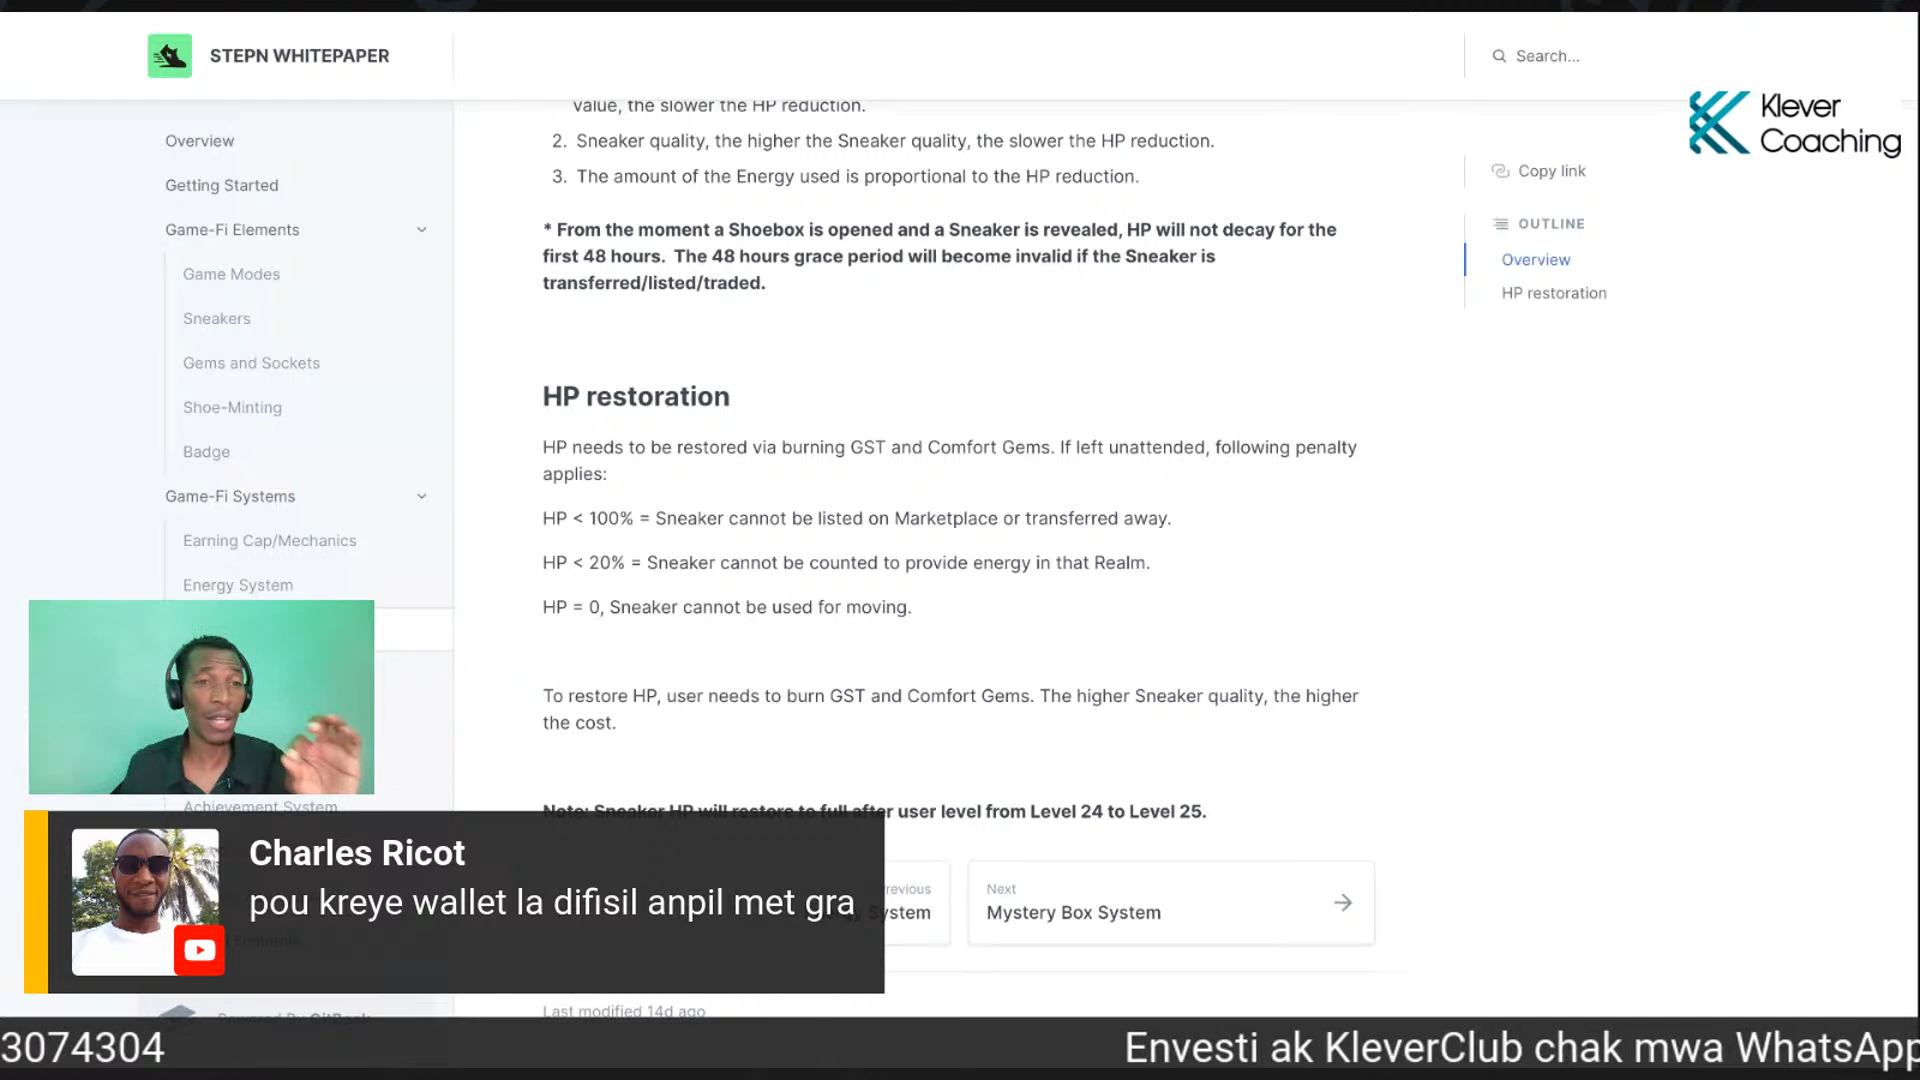 STEPN WHITEPAPER
Search...
Klever
Coaching
Overview
Getting Started
Game-Fi Elements
Game Modes
Sneakers
Gems and Sockets
Shoe-Minting
Badge
Game-Fi Systems
Earning Cap/Mechanics
Energy System
Achievement System
value, the slower the HP reduction.
2. Sneaker quality, the higher the Sneaker quality, the slower the HP reduction.
3. The amount of the Energy used is proportional to the HP reduction.
* From the moment a Shoebox is opened and a Sneaker is revealed, HP will not decay for the
first 48 hours. The 48 hours grace period will become invalid if the Sneaker is
transferred/listed/traded.
HP restoration
HP needs to be restored via burning GST and Comfort Gems. If left unattended, following penalty
applies:
HP < 100% = Sneaker cannot be listed on Marketplace or transferred away.
HP < 20% = Sneaker cannot be counted to provide energy in that Realm.
HP = 0, Sneaker cannot be used for moving.
To restore HP, user needs to burn GST and Comfort Gems. The higher Sneaker quality, the higher
the cost.
Note: Sneaker HP will restore to full after user level from Level 24 to Level 25.
Copy link
OUTLINE
Overview
HP restoration
Charles Ricot
pou kreye wallet la difisil anpil met gra
revious
System
Next
Mystery Box System
Last modified 14d ago
Powered By GitBook
3074304
Envesti ak KleverClub chak mwa WhatsApp